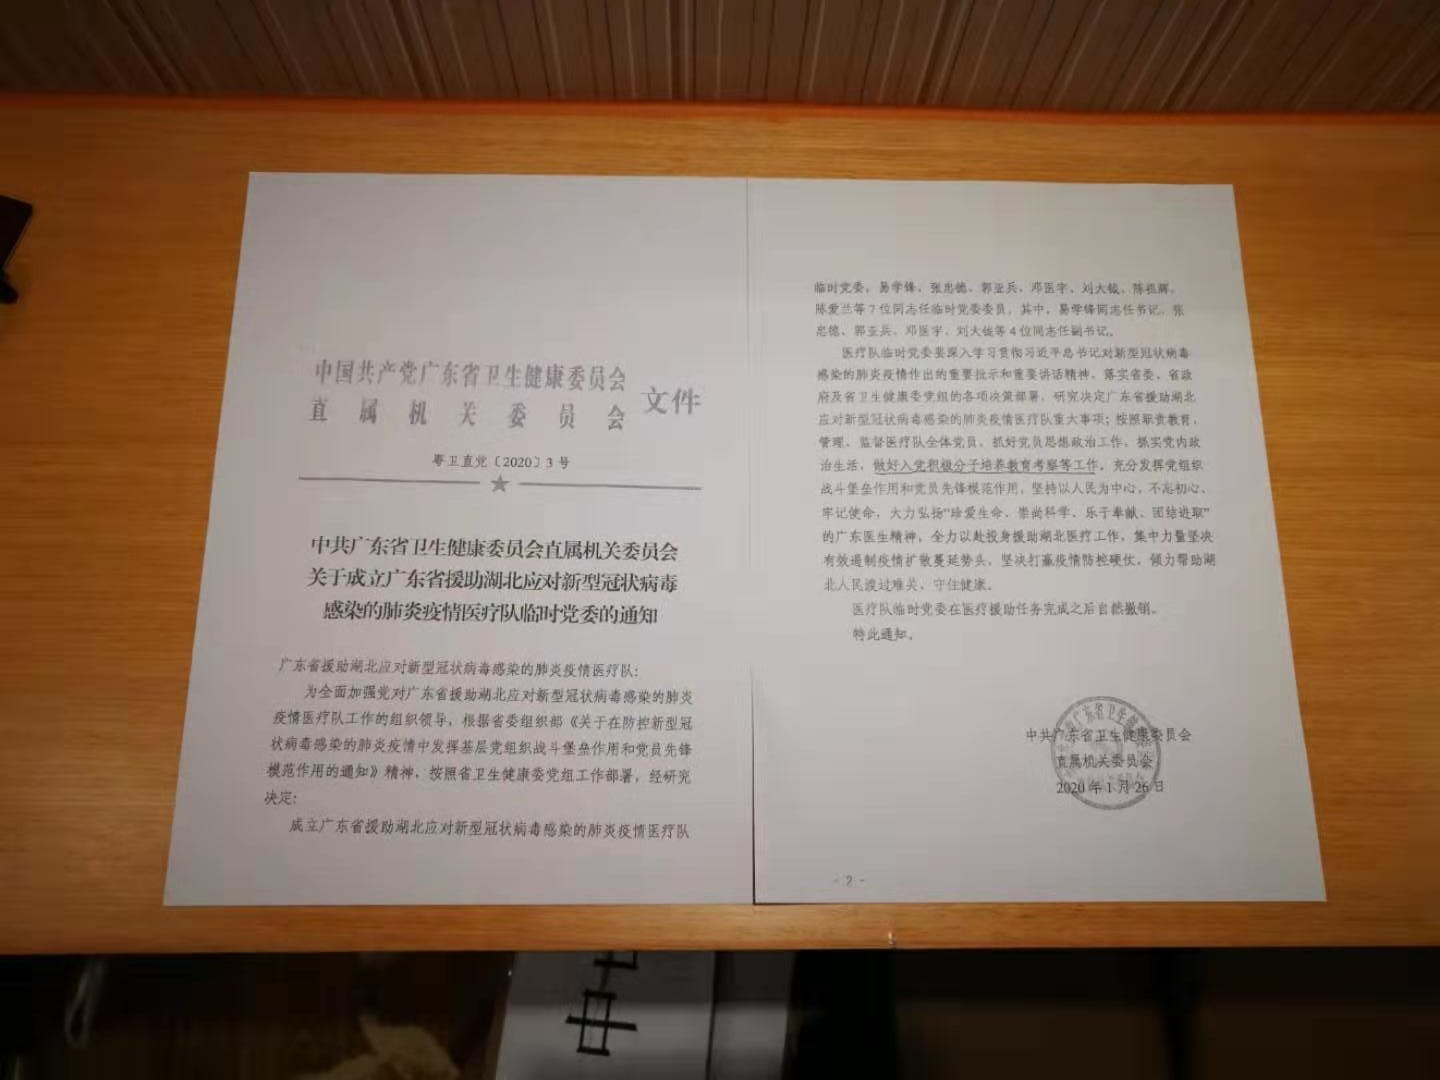 中国共产党广东省卫生健康委员会
直属机关委员会
文件
粤卫直党〔2020〕3号
中共广东省卫生健康委员会直属机关委员会
关于成立广东省援助湖北应对新型冠状病毒
感染的肺炎疫情医疗队临时党委的通知
广东省援助湖北应对新型冠状病毒感染的肺炎疫情医疗队：
为全面加强党对广东省援助湖北应对新型冠状病毒感染的肺炎
疫情医疗队工作的组织领导，根据省委组织部《关于在防控新型冠
状病毒感染的肺炎疫情中发挥基层党组织战斗堡垒作用和党员先锋
模范作用的通知》精神，按照省卫生健康委党组工作部署，经研究
决定：
成立广东省援助湖北应对新型冠状病毒感染的肺炎疫情医疗队
临时党委，易学锋、张忠德、郭亚兵、邓医宇、刘大钺、陈祖辉、
陈爱兰等7位同志任临时党委委员，其中，易学锋同志任书记，张
忠德、郭亚兵、邓医宇、刘大钺等4位同志任副书记。
医疗队临时党委要深入学习贯彻习近平总书记对新型冠状病毒
感染的肺炎疫情作出的重要批示和重要讲话精神，落实省委、省政
府及省卫生健康委党组的各项决策部署，研究决定广东省援助湖北
应对新型冠状病毒感染的肺炎疫情医疗队重大事项；按照职责教育、
管理、监督医疗队全体党员，抓好党员思想政治工作，抓实党内政
治生活，做好入党积极分子培养教育考察等工作，充分发挥党组织
战斗堡垒作用和党员先锋模范作用，坚持以人民为中心，不忘初心、
牢记使命，大力弘扬“珍爱生命、崇尚科学、乐于奉献、团结进取”
的广东医生精神，全力以赴投身援助湖北医疗工作，集中力量坚决
有效遏制疫情扩散蔓延势头，坚决打赢疫情防控硬仗，倾力帮助湖
北人民渡过难关、守住健康。
医疗队临时党委在医疗援助任务完成之后自然撤销。
特此通知。
中共广东省卫生健康委员会
直属机关委员会
2020年1月26日
- 2 -